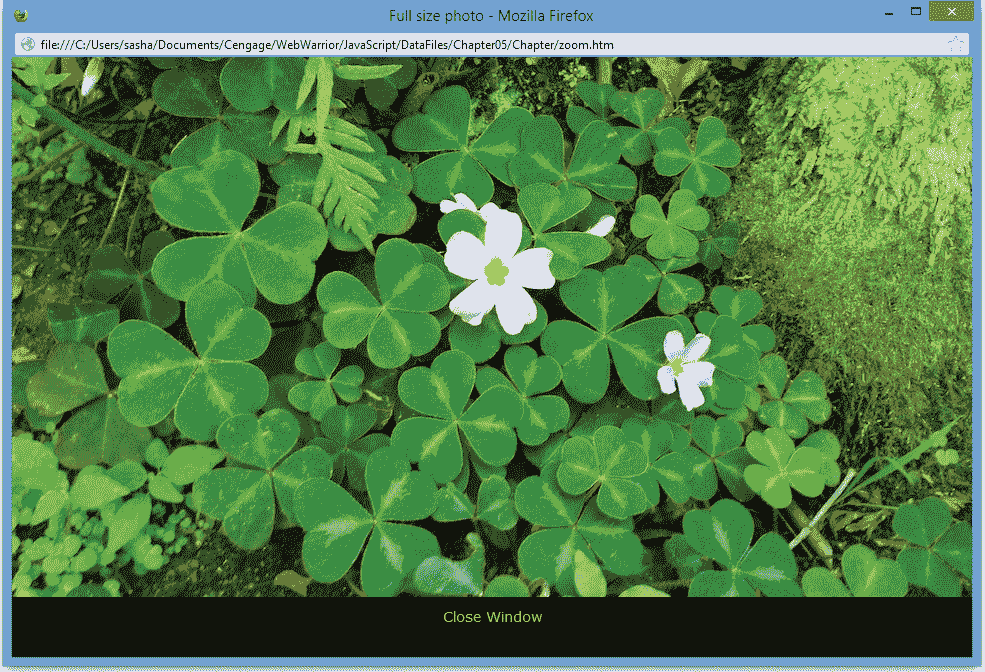 Full size photo - Mozilla Firefox
file:///C:/Users/sasha/Documents/Cengage/WebWarrior/JavaScript/DataFiles/Chapter05/Chapter/zoom.htm
Close Window